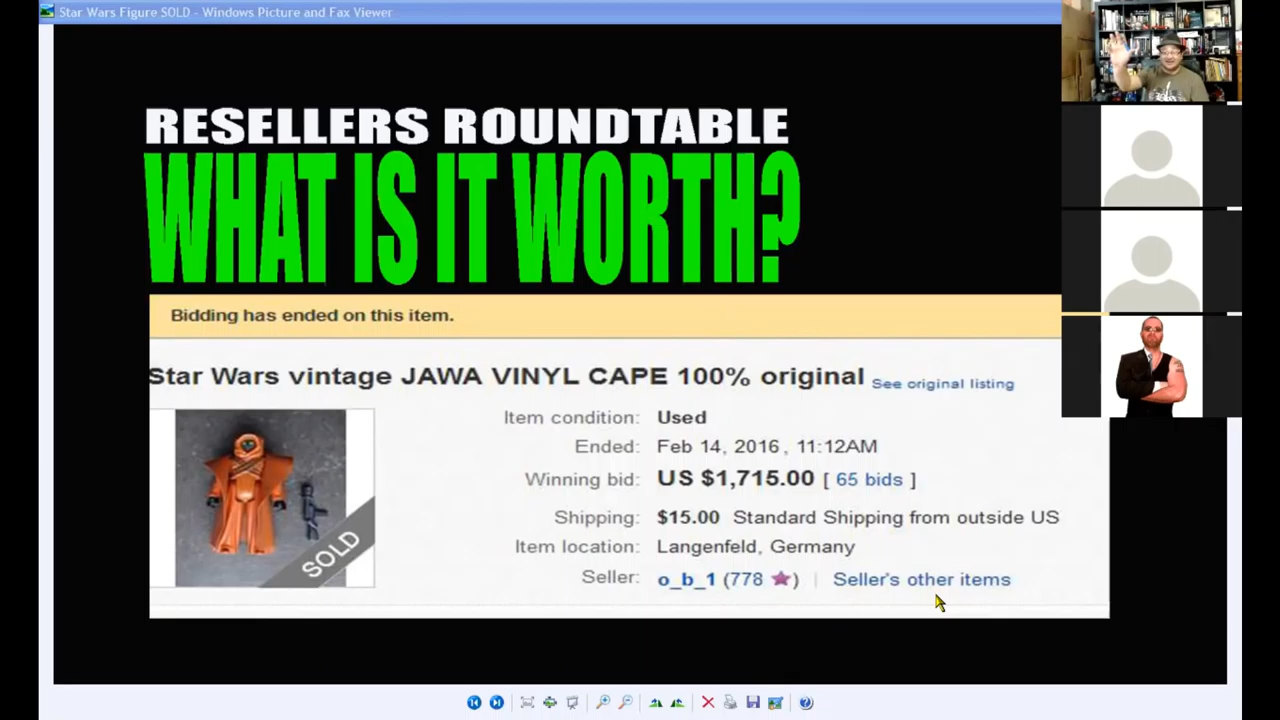 Star Wars Figure SOLD - Windows Picture and Fax Viewer
RESELLERS ROUNDTABLE
WHAT IS IT WORTH?
Bidding has ended on this item.
Star Wars vintage JAWA VINYL CAPE 100% original See original listing
Item condition: Used
Ended: Feb 14, 2016 , 11:12AM
Winning bid: US $1,715.00 [ 65 bids ]
Shipping: $15.00 Standard Shipping from outside US
Item location: Langenfeld, Germany
Seller: o_b_1 (778 ) | Seller's other items
SOLD